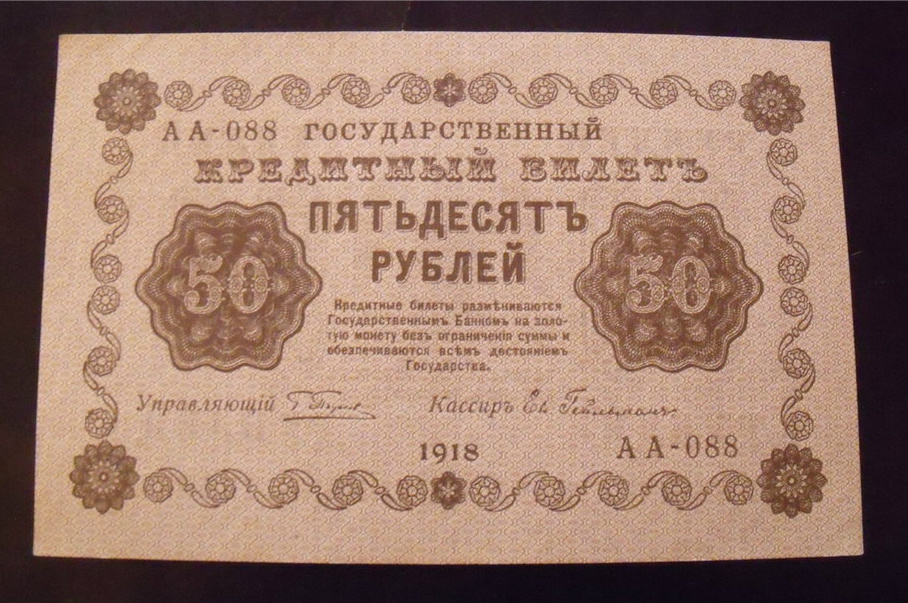 АА-088 ГОСУДАРСТВЕННЫЙ
КРЕДИТНЫЙ БИЛЕТЪ
ПЯТЬДЕСЯТЪ
РУБЛЕЙ
50 50
Кредитные билеты размѣниваются
Государственнымъ Банкомъ на золо-
тую монету безъ ограниченія суммы и
обезпечиваются всѣмъ достояніемъ
Государства.
Управляющій Кассиръ
1918 АА-088